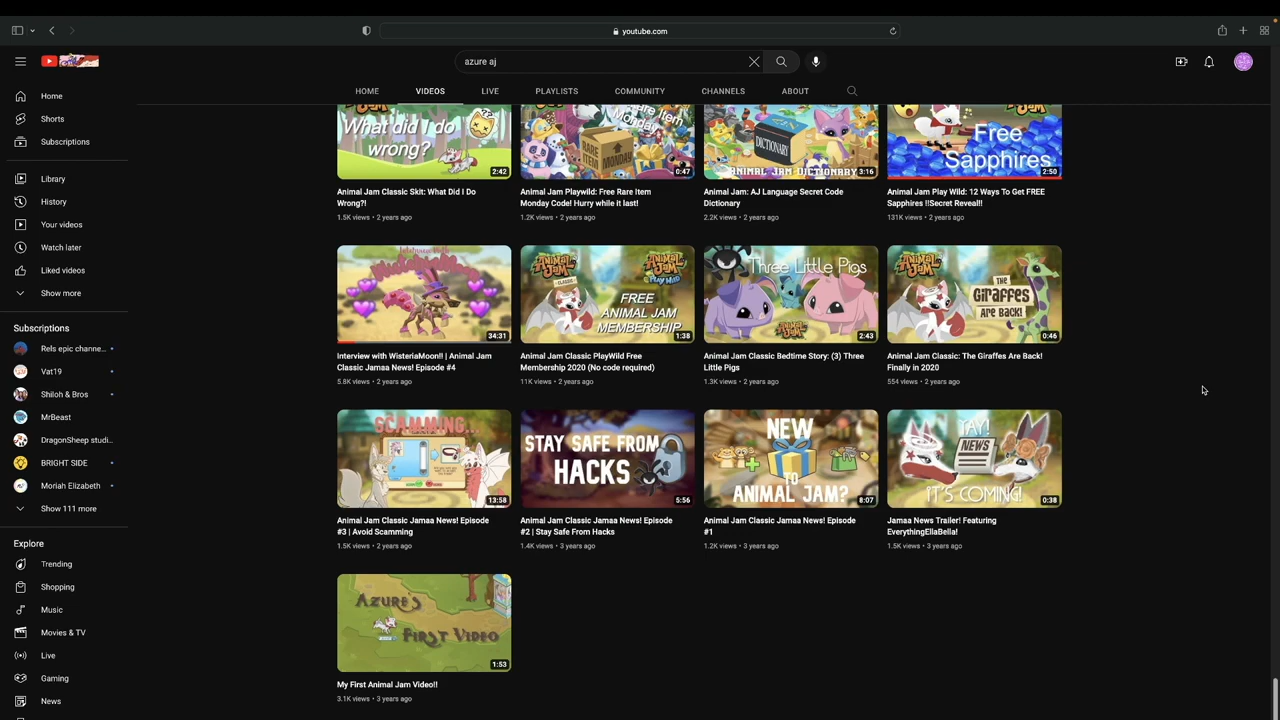 youtube.com
azure aj
HOME VIDEOS LIVE PLAYLISTS COMMUNITY CHANNELS ABOUT
Home
Shorts
Subscriptions
Library
History
Your videos
Watch later
Liked videos
Show more
Subscriptions
Rels epic channe...
Vat19
Shiloh & Bros
MrBeast
DragonSheep studi...
BRIGHT SIDE
Moriah Elizabeth
Show 111 more
Explore
Trending
Shopping
Music
Movies & TV
Live
Gaming
News
What did I do
wrong?
2:42
Animal Jam Classic Skit: What Did I Do
Wrong?!
1.5K views • 2 years ago
Rare Item
Monday
RARE
ITEM
MONDAY
0:47
Animal Jam Playwild: Free Rare Item
Monday Code! Hurry while it last!
1.2K views • 2 years ago
DICTIONARY
ANIMAL JAM DICTIONARY
3:16
Animal Jam: AJ Language Secret Code
Dictionary
2.2K views • 2 years ago
Free
Sapphires
2:50
Animal Jam Play Wild: 12 Ways To Get FREE
Sapphires !!Secret Reveal!!
131K views • 2 years ago
34:31
Interview with WisteriaMoon!! | Animal Jam
Classic Jamaa News! Episode #4
5.8K views • 2 years ago
ANIMAL JAM
CLASSIC
ANIMAL JAM
PLAY WILD
FREE
ANIMAL JAM
MEMBERSHIP
1:38
Animal Jam Classic PlayWild Free
Membership 2020 (No code required)
11K views • 2 years ago
Three Little Pigs
ANIMAL JAM
2:43
Animal Jam Classic Bedtime Story: (3) Three
Little Pigs
1.3K views • 2 years ago
ANIMAL JAM
CLASSIC
THE
GIRAFFES
ARE BACK!
0:46
Animal Jam Classic: The Giraffes Are Back!
Finally in 2020
554 views • 2 years ago
SCAMMING...
13:58
Animal Jam Classic Jamaa News! Episode
#3 | Avoid Scamming
1.5K views • 2 years ago
STAY SAFE FROM
HACKS
5:56
Animal Jam Classic Jamaa News! Episode
#2 | Stay Safe From Hacks
1.4K views • 3 years ago
NEW
TO
ANIMAL JAM?
8:07
Animal Jam Classic Jamaa News! Episode
#1
1.2K views • 3 years ago
YAY!
NEWS
IT'S COMING!
0:38
Jamaa News Trailer! Featuring
EverythingEliaBella!
1.5K views • 3 years ago
AZURE'S
FIRST VIDEO
1:53
My First Animal Jam Video!!
3.1K views • 3 years ago